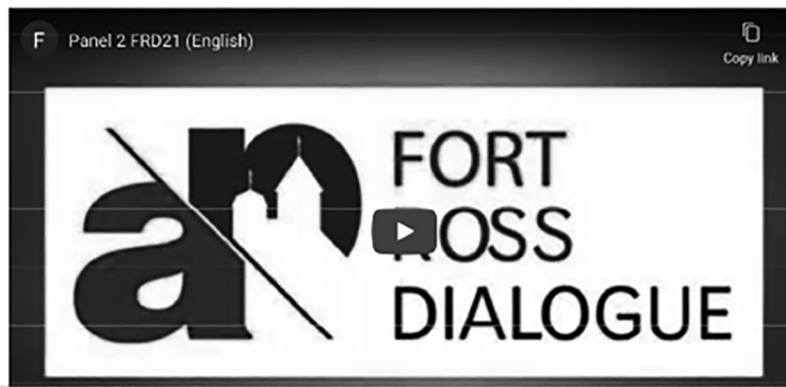 F Panel 2 FRD21 (English)
Copy link
FORT
ROSS
DIALOGUE